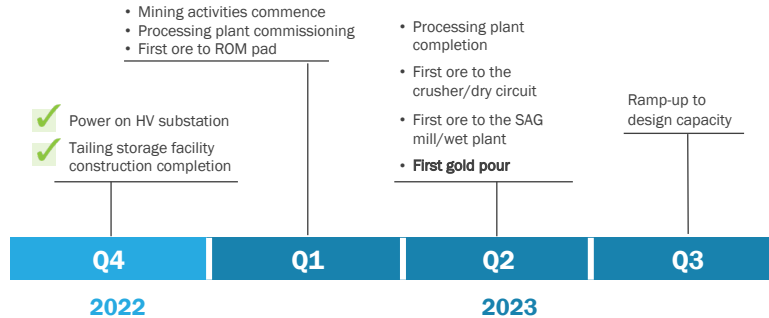 • Mining activities commence
• Processing plant commissioning
• First ore to ROM pad
• Processing plant
completion
• First ore to the
crusher/dry circuit
• First ore to the SAG
mill/wet plant
• First gold pour
Power on HV substation
Tailing storage facility
construction completion
Ramp-up to
design capacity
Q4
Q1
Q2
Q3
2022
2023